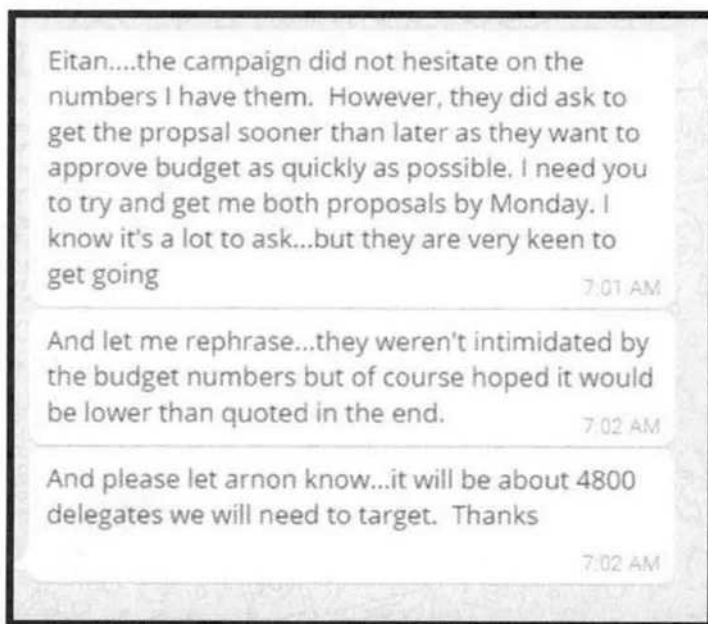 Eitan....the campaign did not hesitate on the
numbers I have them.  However, they did ask to
get the propsal sooner than later as they want to
approve budget as quickly as possible. I need you
to try and get me both proposals by Monday. I
know it's a lot to ask...but they are very keen to
get going
7:01 AM
And let me rephrase...they weren't intimidated by
the budget numbers but of course hoped it would
be lower than quoted in the end.
7:02 AM
And please let arnon know...it will be about 4800
delegates we will need to target.  Thanks
7:02 AM